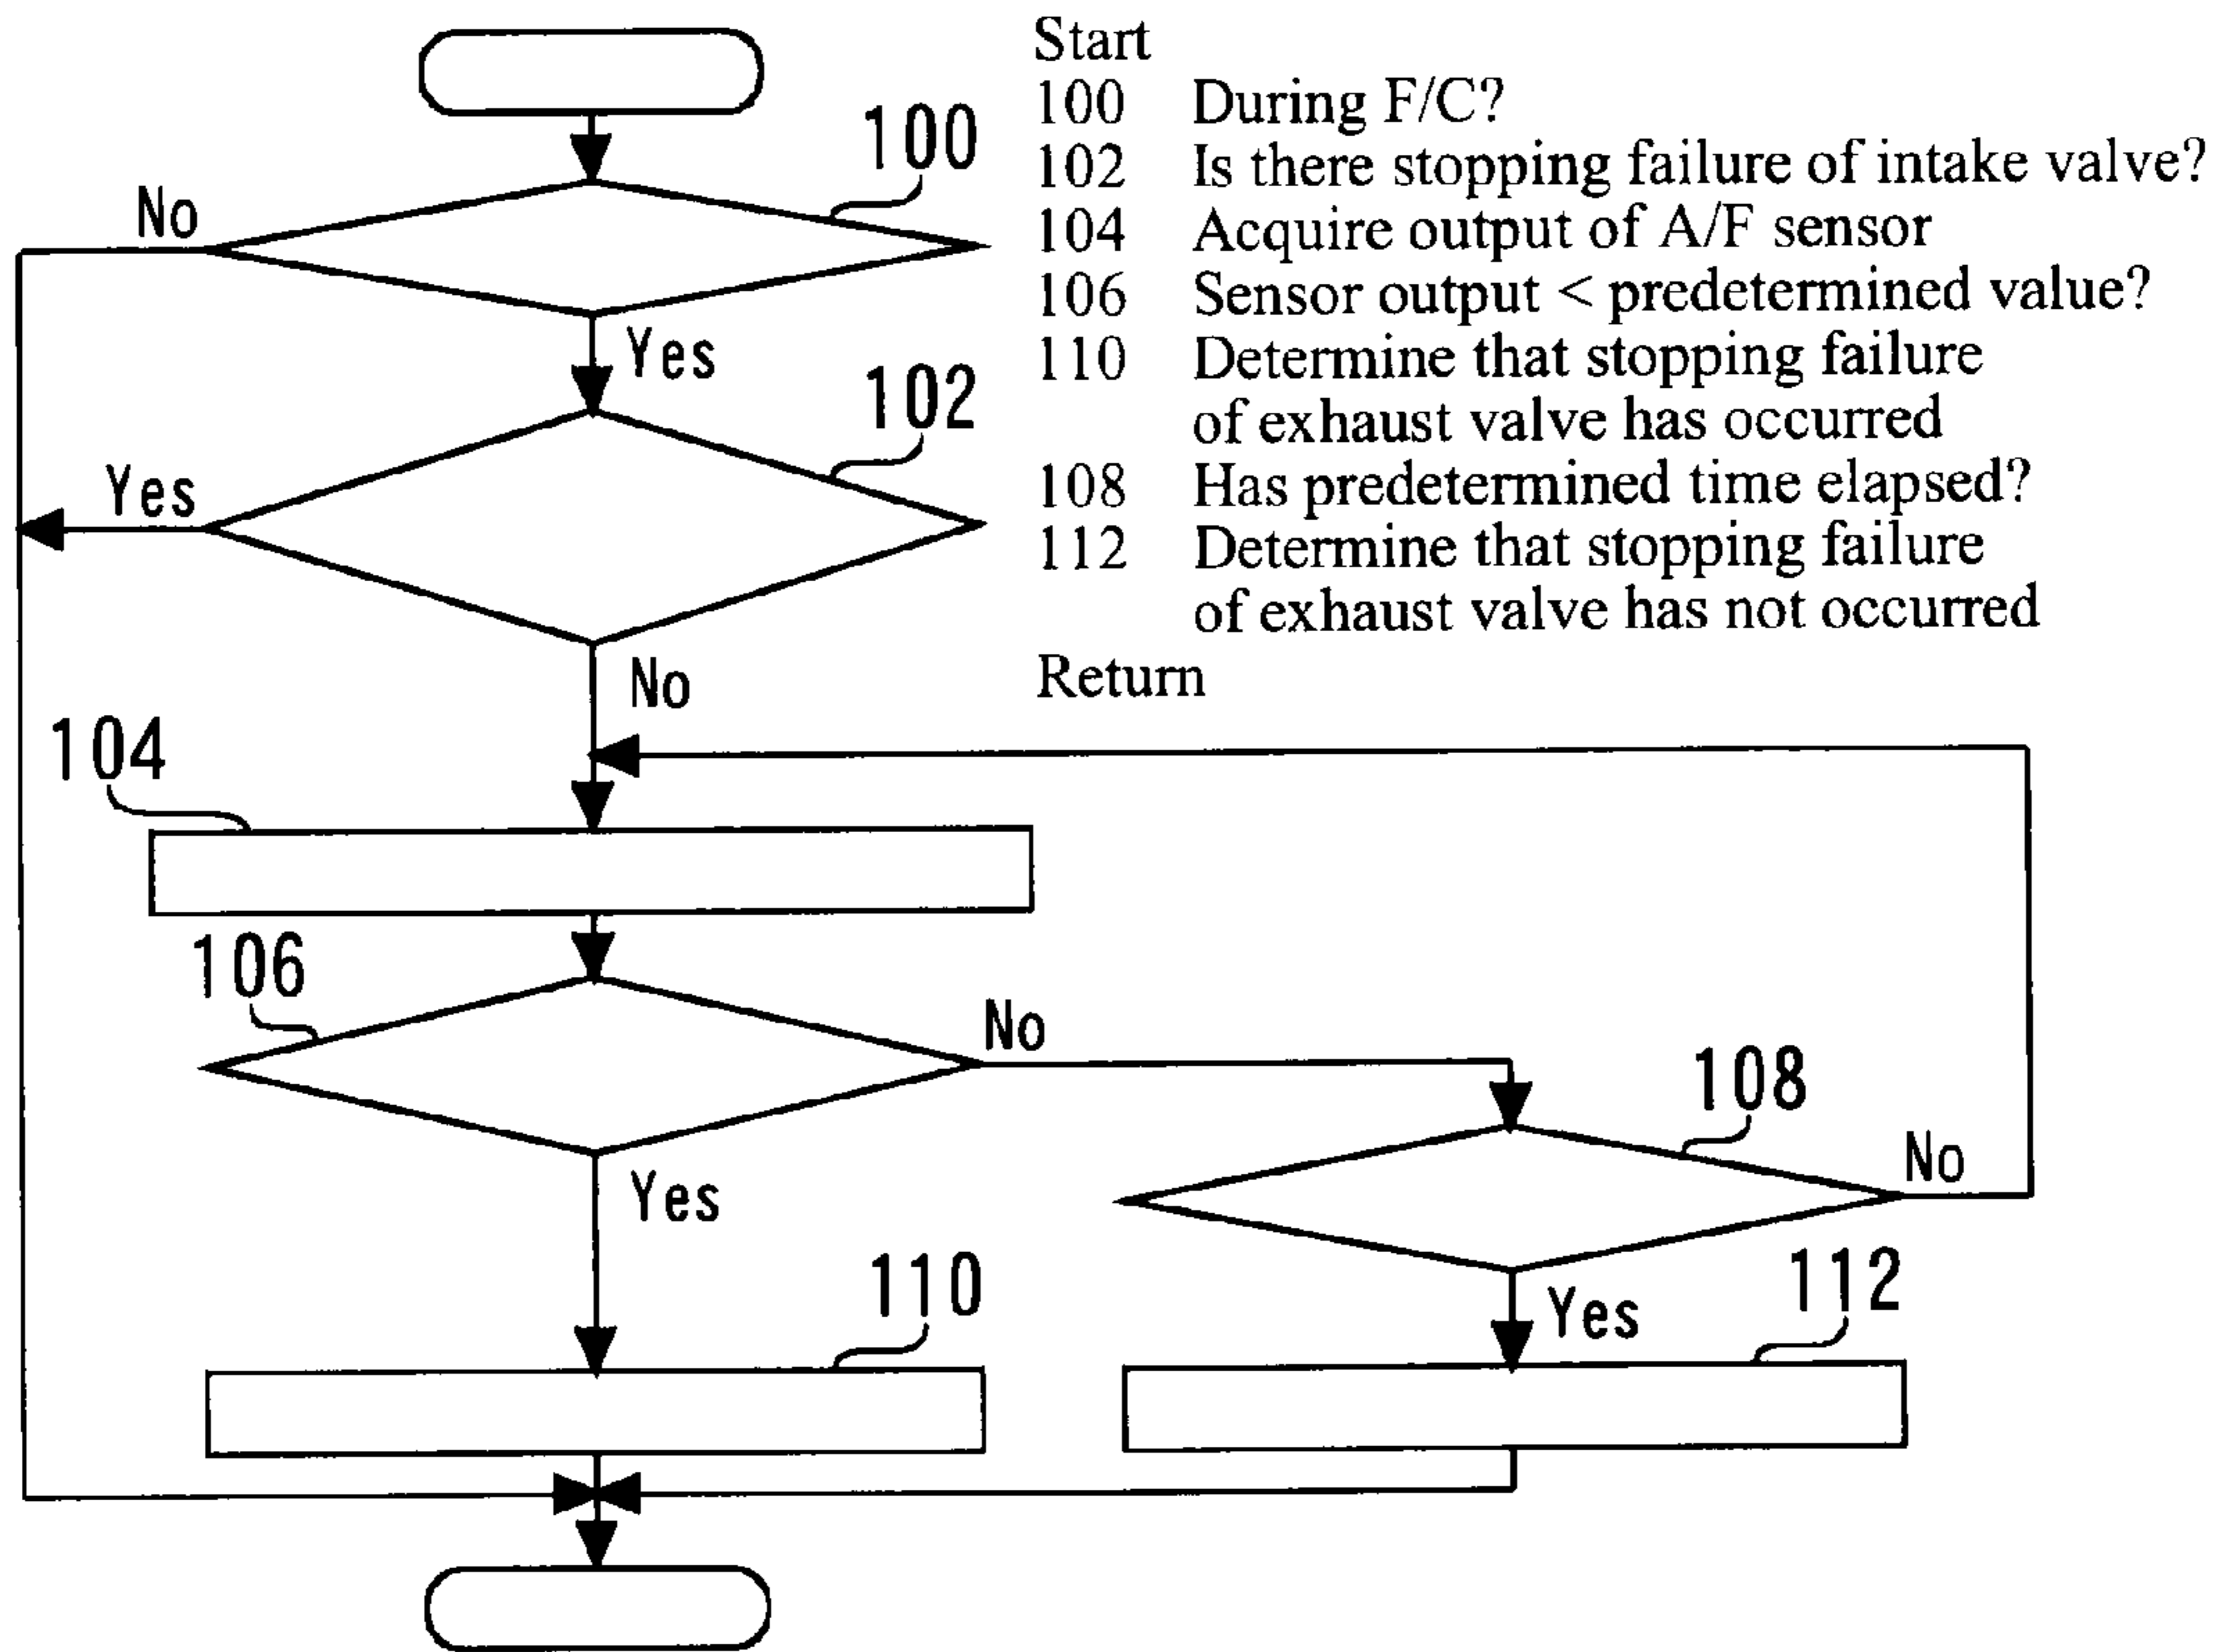 Start
100 During F/C?
102 Is there stopping failure of intake valve?
104 Acquire output of A/F sensor
106 Sensor output < predetermined value?
110 Determine that stopping failure
of exhaust valve has occurred
108 Has predetermined time elapsed?
112 Determine that stopping failure
of exhaust valve has not occurred
Return
100
No
Yes
102
Yes
No
104
106
No
108
No
Yes
110
112
Yes